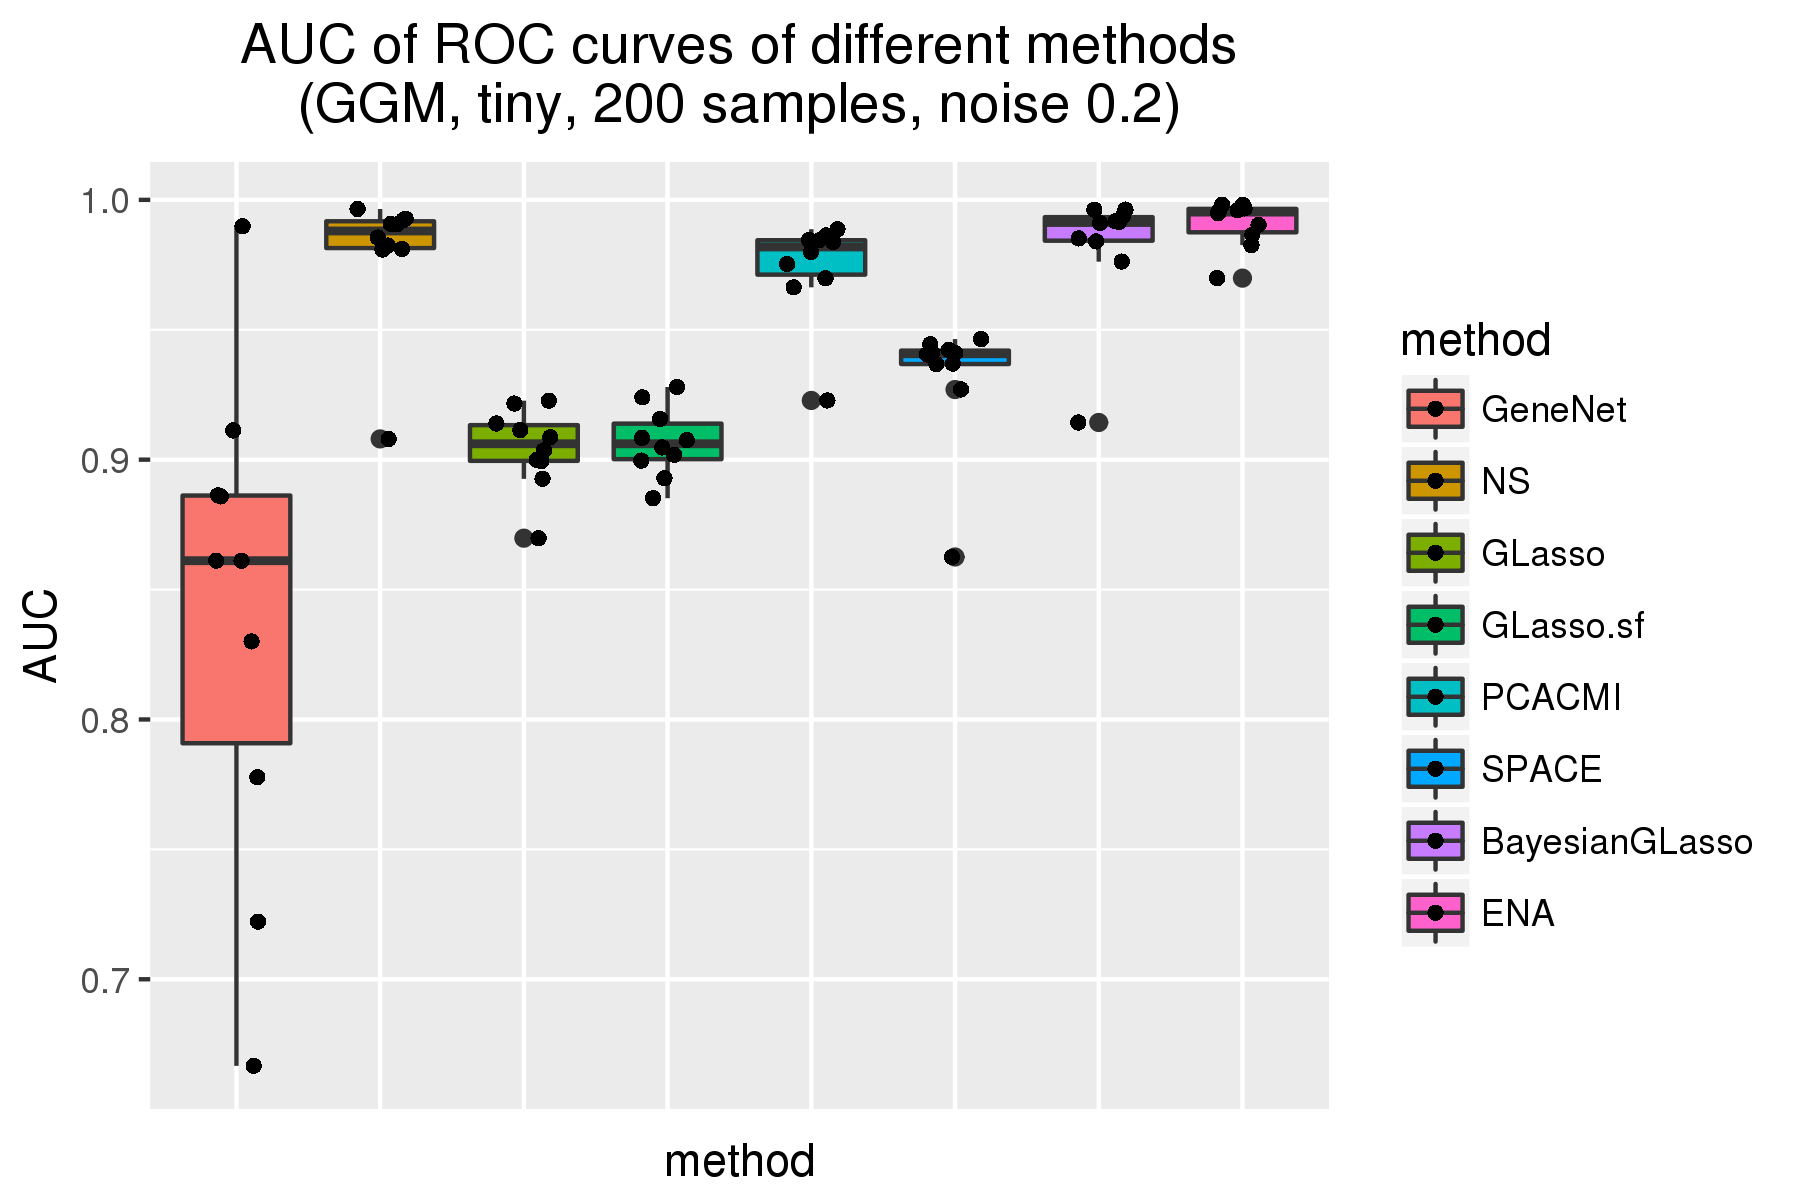 AUC of ROC curves of different methods
(GGM, tiny, 200 samples, noise 0.2)
AUC
1.0
0.9
0.8
0.7
method
method
GeneNet
NS
GLasso
GLasso.sf
PCACMI
SPACE
BayesianGLasso
ENA